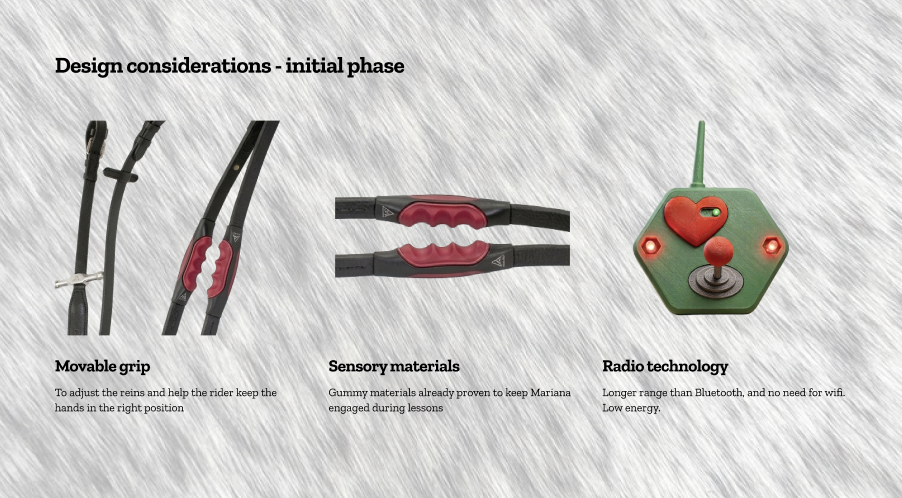 Design considerations - initial phase
Movable grip
To adjust the reins and help the rider keep the
hands in the right position
Sensory materials
Gummy materials already proven to keep Mariana
engaged during lessons
Radio technology
Longer range than Bluetooth, and no need for wifi.
Low energy.